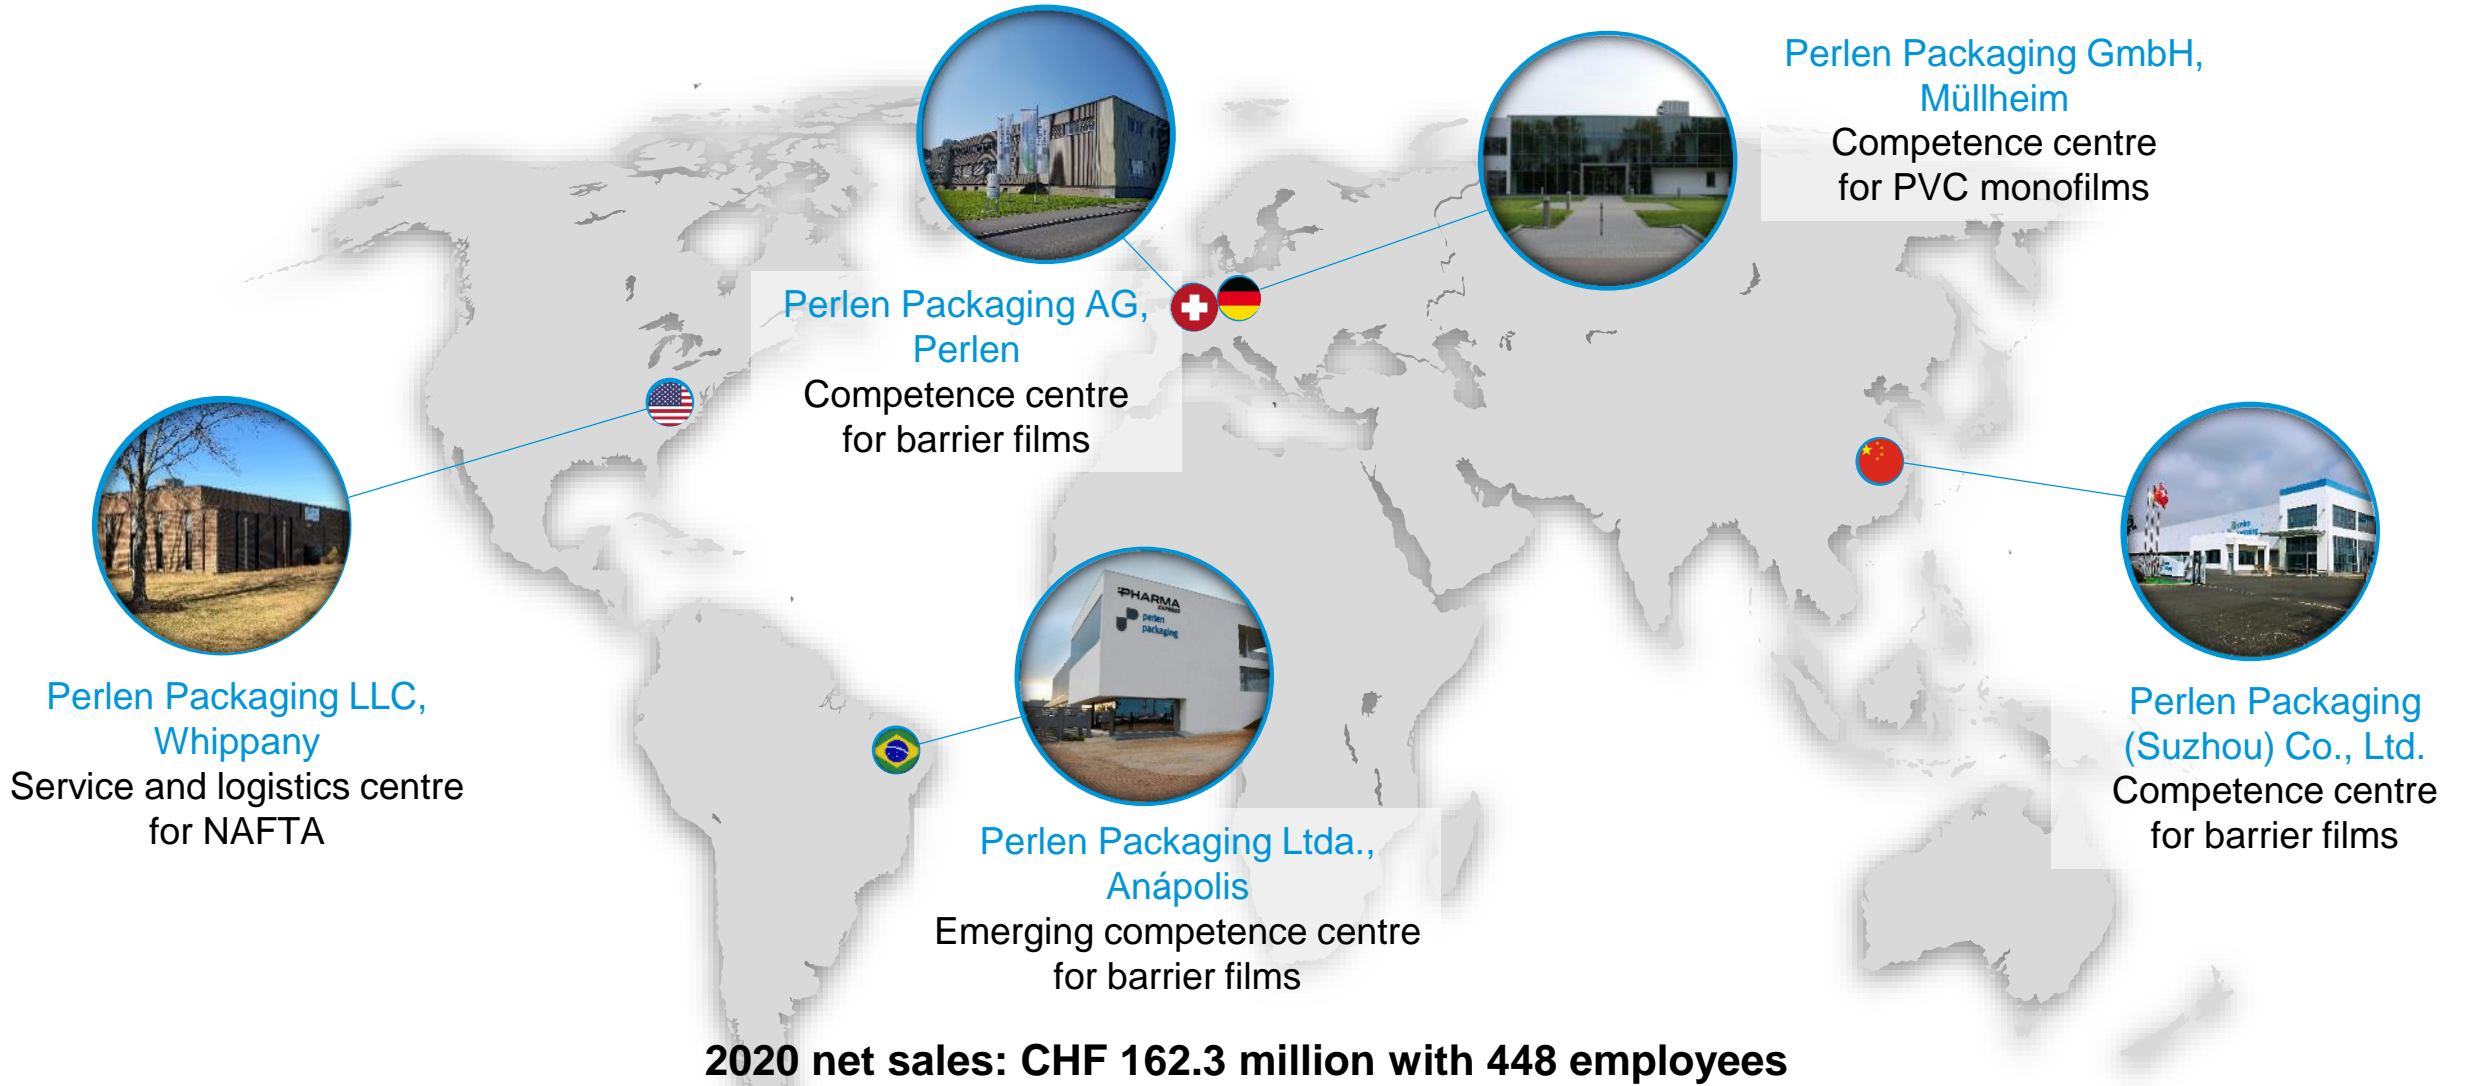 Perlen Packaging GmbH,
Müllheim
Competence centre
for PVC monofilms
Perlen Packaging AG,
Perlen
Competence centre
for barrier films
Perlen Packaging LLC,
Whippany
Service and logistics centre
for NAFTA
PHARMA
EXPRESS
perlen
packaging
Perlen Packaging Ltda.,
Anápolis
Emerging competence centre
for barrier films
perlen
packaging
Perlen Packaging
(Suzhou) Co., Ltd.
Competence centre
for barrier films
2020 net sales: CHF 162.3 million with 448 employees